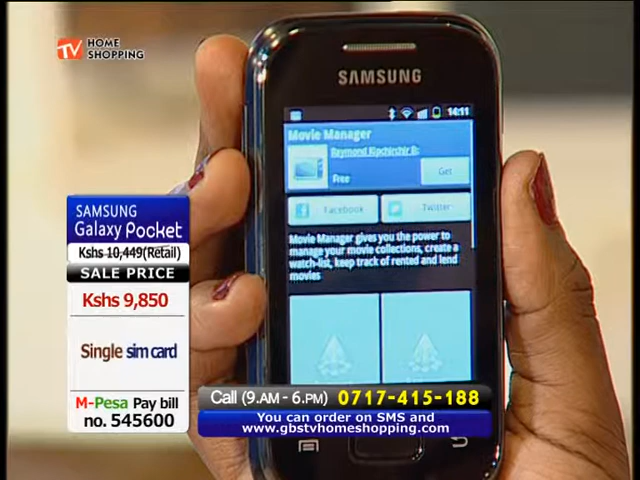 TV HOME
SHOPPING
SAMSUNG
14:11
Movie Manager
Raymond Kipchirchir B.
Free
Get
Facebook
Twitter
Movie Manager gives you the power to
manage your movie collections, create a
watch-list, keep track of rented and lend
movies
SAMSUNG
Galaxy Pocket
Kshs 10,449(Retail)
SALE PRICE
Kshs 9,850
Single sim card
M-Pesa Pay bill
no. 545600
Call (9.AM - 6.PM) 0717-415-188
You can order on SMS and
www.gbstvhomeshopping.com